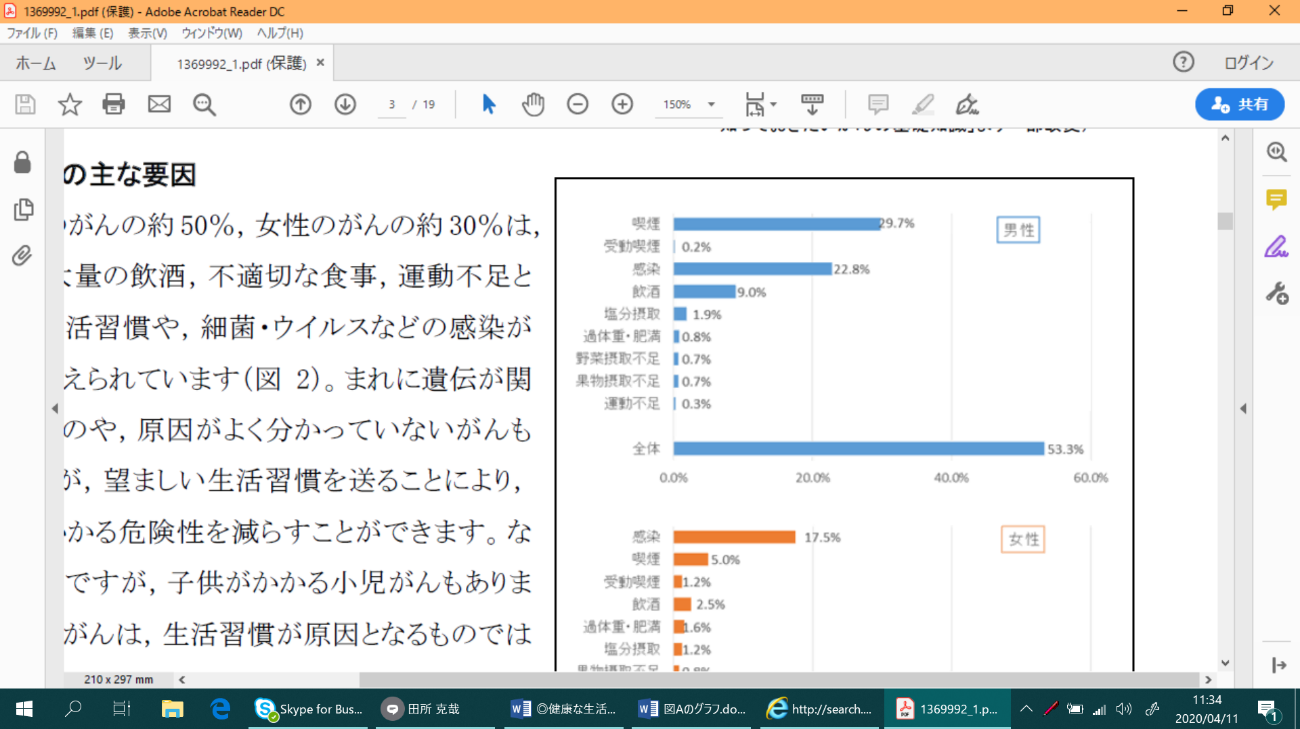 1369992_1.pdf (保護) - Adobe Acrobat Reader DC
ファイル(F) 編集(E) 表示(V) ウィンドウ(W) ヘルプ(H)
ホーム ツール 1369992_1.pdf (保護) × ログイン
3 / 19 150% 共有
の主な要因
がんの約50%，女性のがんの約30%は，
量の飲酒，不適切な食事，運動不足と
活習慣や，細菌・ウイルスなどの感染が
えられています（図 2）。まれに遺伝が関
のや，原因がよく分かっていないがんも
が，望ましい生活習慣を送ることにより，
かる危険性を減らすことができます。な
ですが，子供がかかる小児がんもありま
がんは，生活習慣が原因となるものでは
男性
喫煙 29.7%
受動喫煙 0.2%
感染 22.8%
飲酒 9.0%
塩分摂取 1.9%
過体重・肥満 0.8%
野菜摂取不足 0.7%
果物摂取不足 0.7%
運動不足 0.3%
全体 53.3%
0.0% 20.0% 40.0% 60.0%
女性
感染 17.5%
喫煙 5.0%
受動喫煙 1.2%
飲酒 2.5%
過体重・肥満 1.6%
塩分摂取 1.2%
210 x 297 mm
Skype for Bus... 田所 克哉 ◎健康な生活... 図Aのグラフ.do... http://search.... 1369992_1.p...
11:34
2020/04/11
1